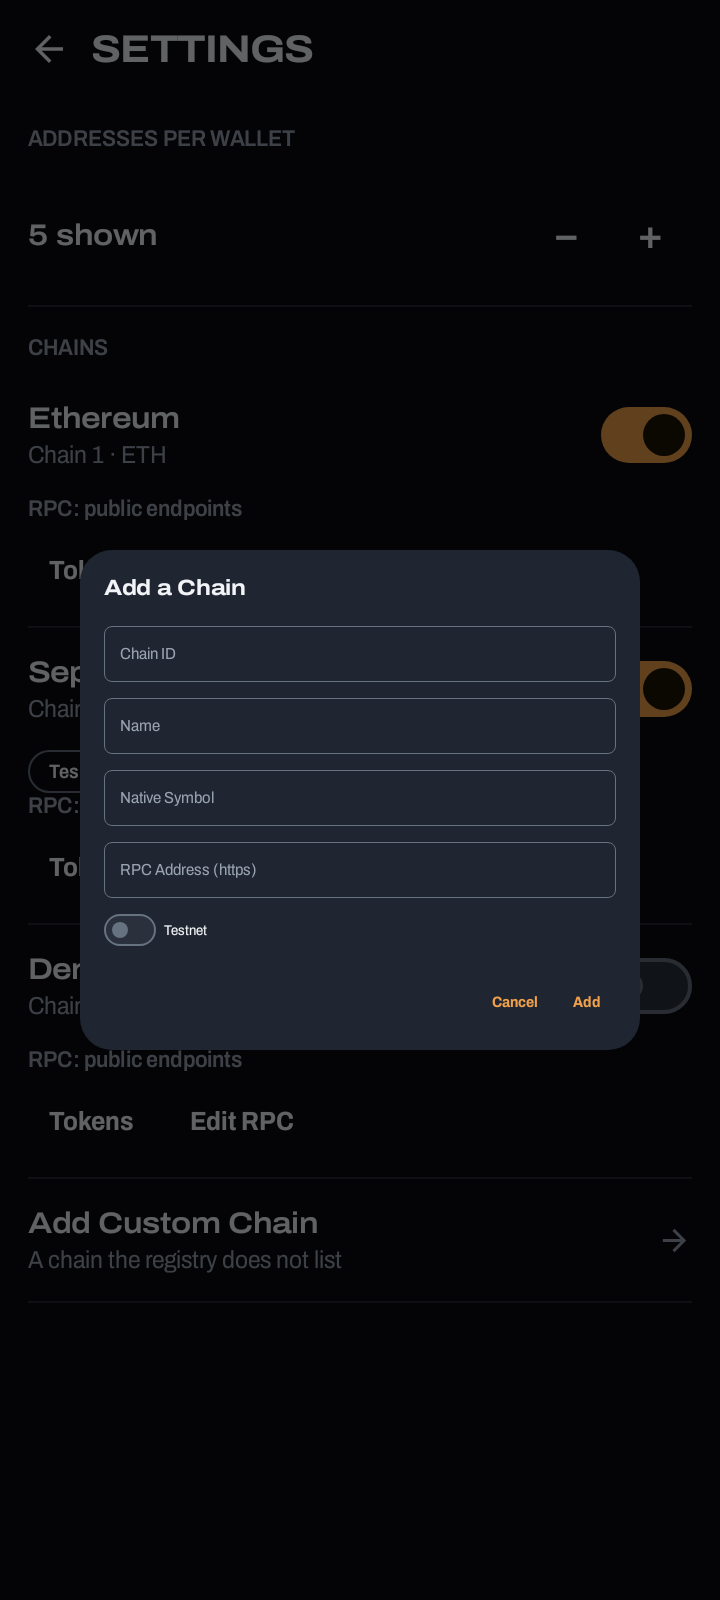 SETTINGS
ADDRESSES PER WALLET
5 shown
CHAINS
Ethereum
Chain 1 · ETH
RPC: public endpoints
Add a Chain
Chain ID
Name
Native Symbol
RPC Address (https)
Testnet
Cancel
Add
RPC:
RPC: public endpoints
Tokens
Edit RPC
Add Custom Chain
A chain the registry does not list